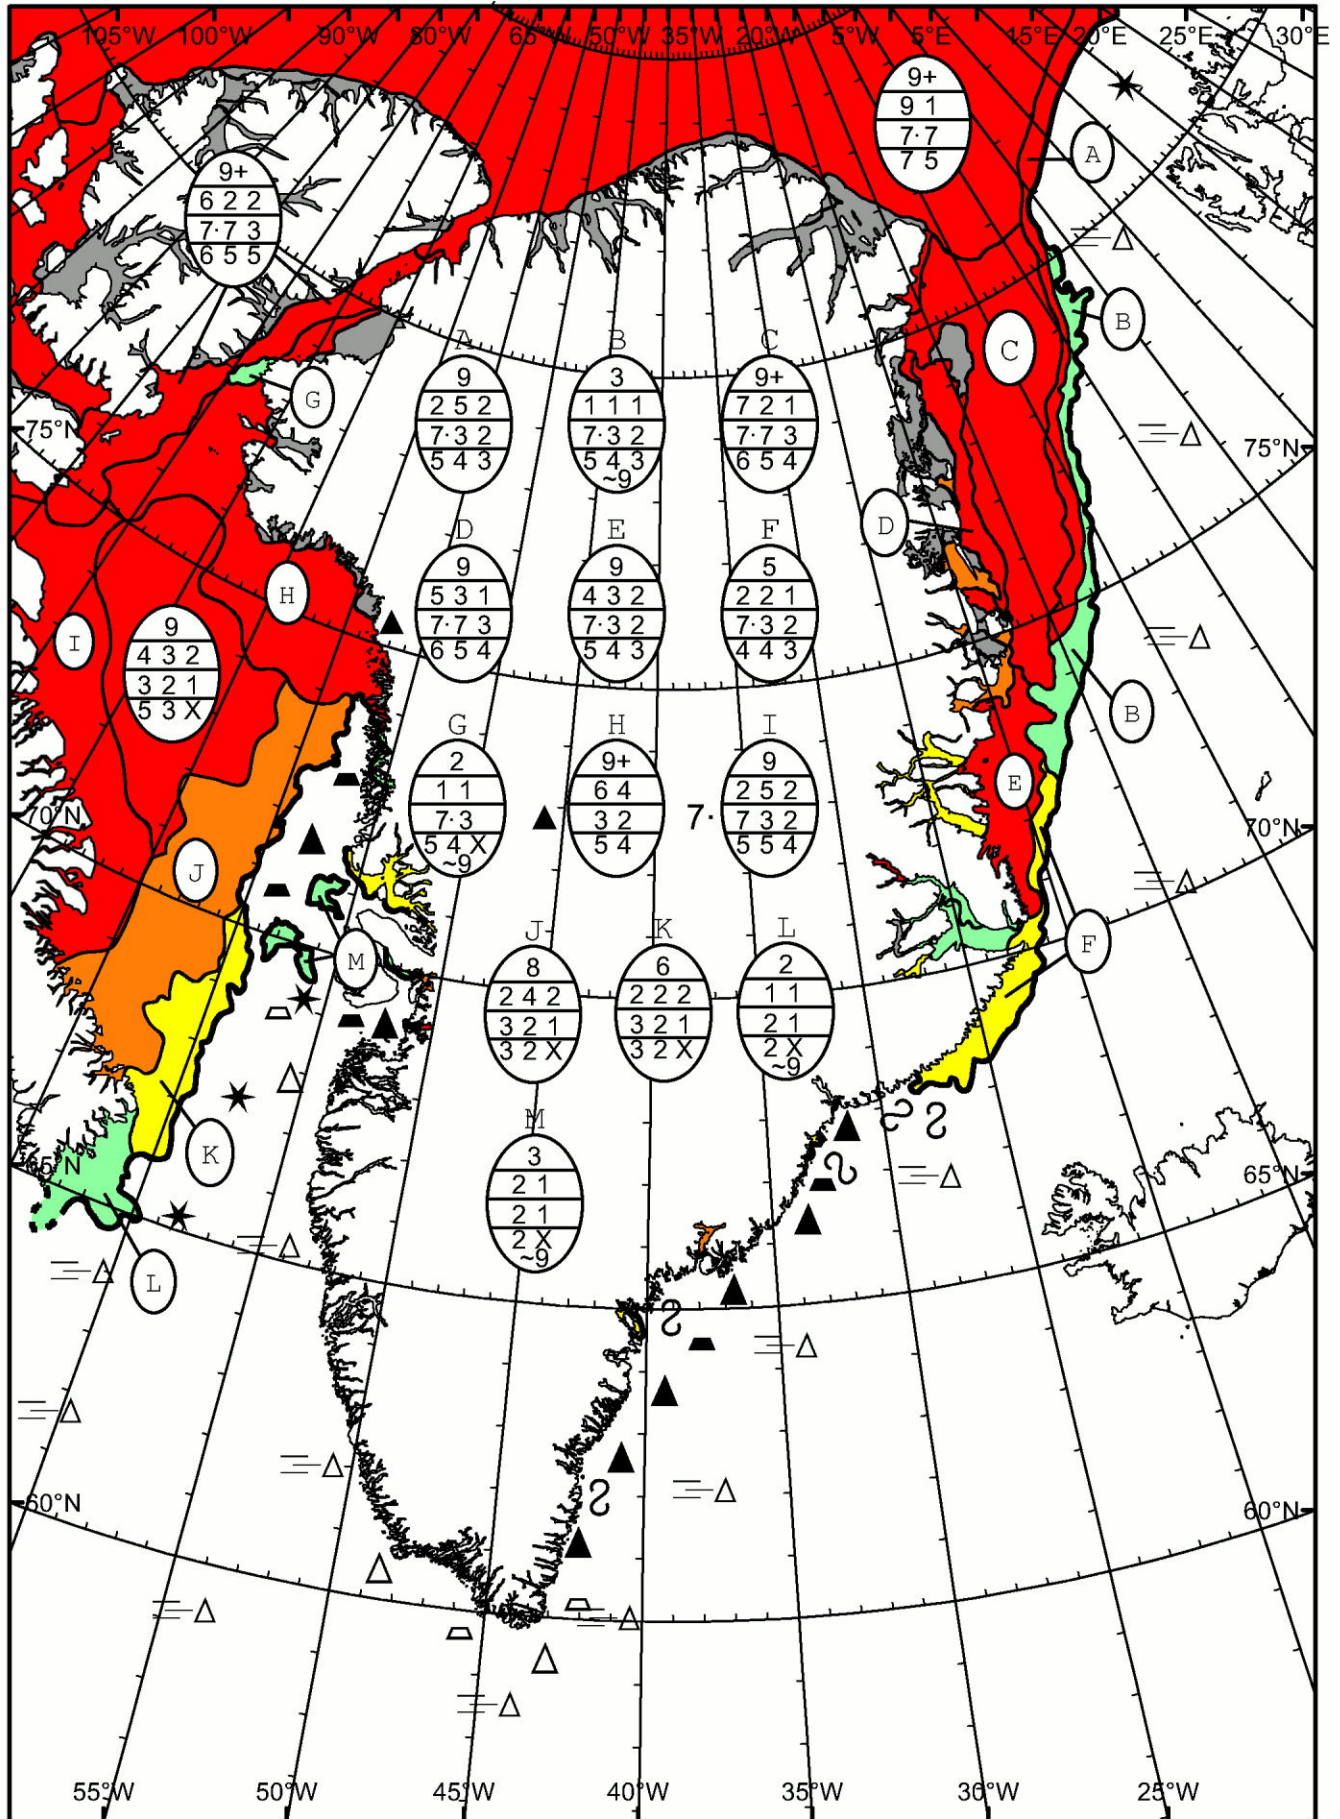 105°W 100°W 90°W 80°W 65°W 50°W 35°W 20°W 5°W 5°E 15°E 20°E 25°E 30°E
9+
9 1
7·7
7 5
A
9+
6 2 2
7·7 3
6 5 5
B
C
G
A B C
9 3 9+
2 5 2 1 1 1 7 2 1
7·3 2 7·3 2 7·7 3
5 4 3 5 4 3 6 5 4
~9
75°N 75°N
D
D E F
9 9 5
5 3 1 4 3 2 2 2 1
7·7 3 7·3 2 7·3 2
6 5 4 5 4 3 4 4 3
H
I
9
4 3 2
3 2 1
5 3 X
B
G H I
2 9+ 9
1 1 6 4 2 5 2
7·3 3 2 7· 7 3 2
5 4 X 5 4 5 5 4
~9
E
70°N 70°N
J
F
M
J K L
8 6 2
2 4 2 2 2 2 1 1
3 2 1 3 2 1 2 1
3 2 X 3 2 X 2 X
~9
K
M
3
2 1
2 1
2 X
~9
65°N 65°N
L
60°N 60°N
55°W 50°W 45°W 40°W 35°W 30°W 25°W